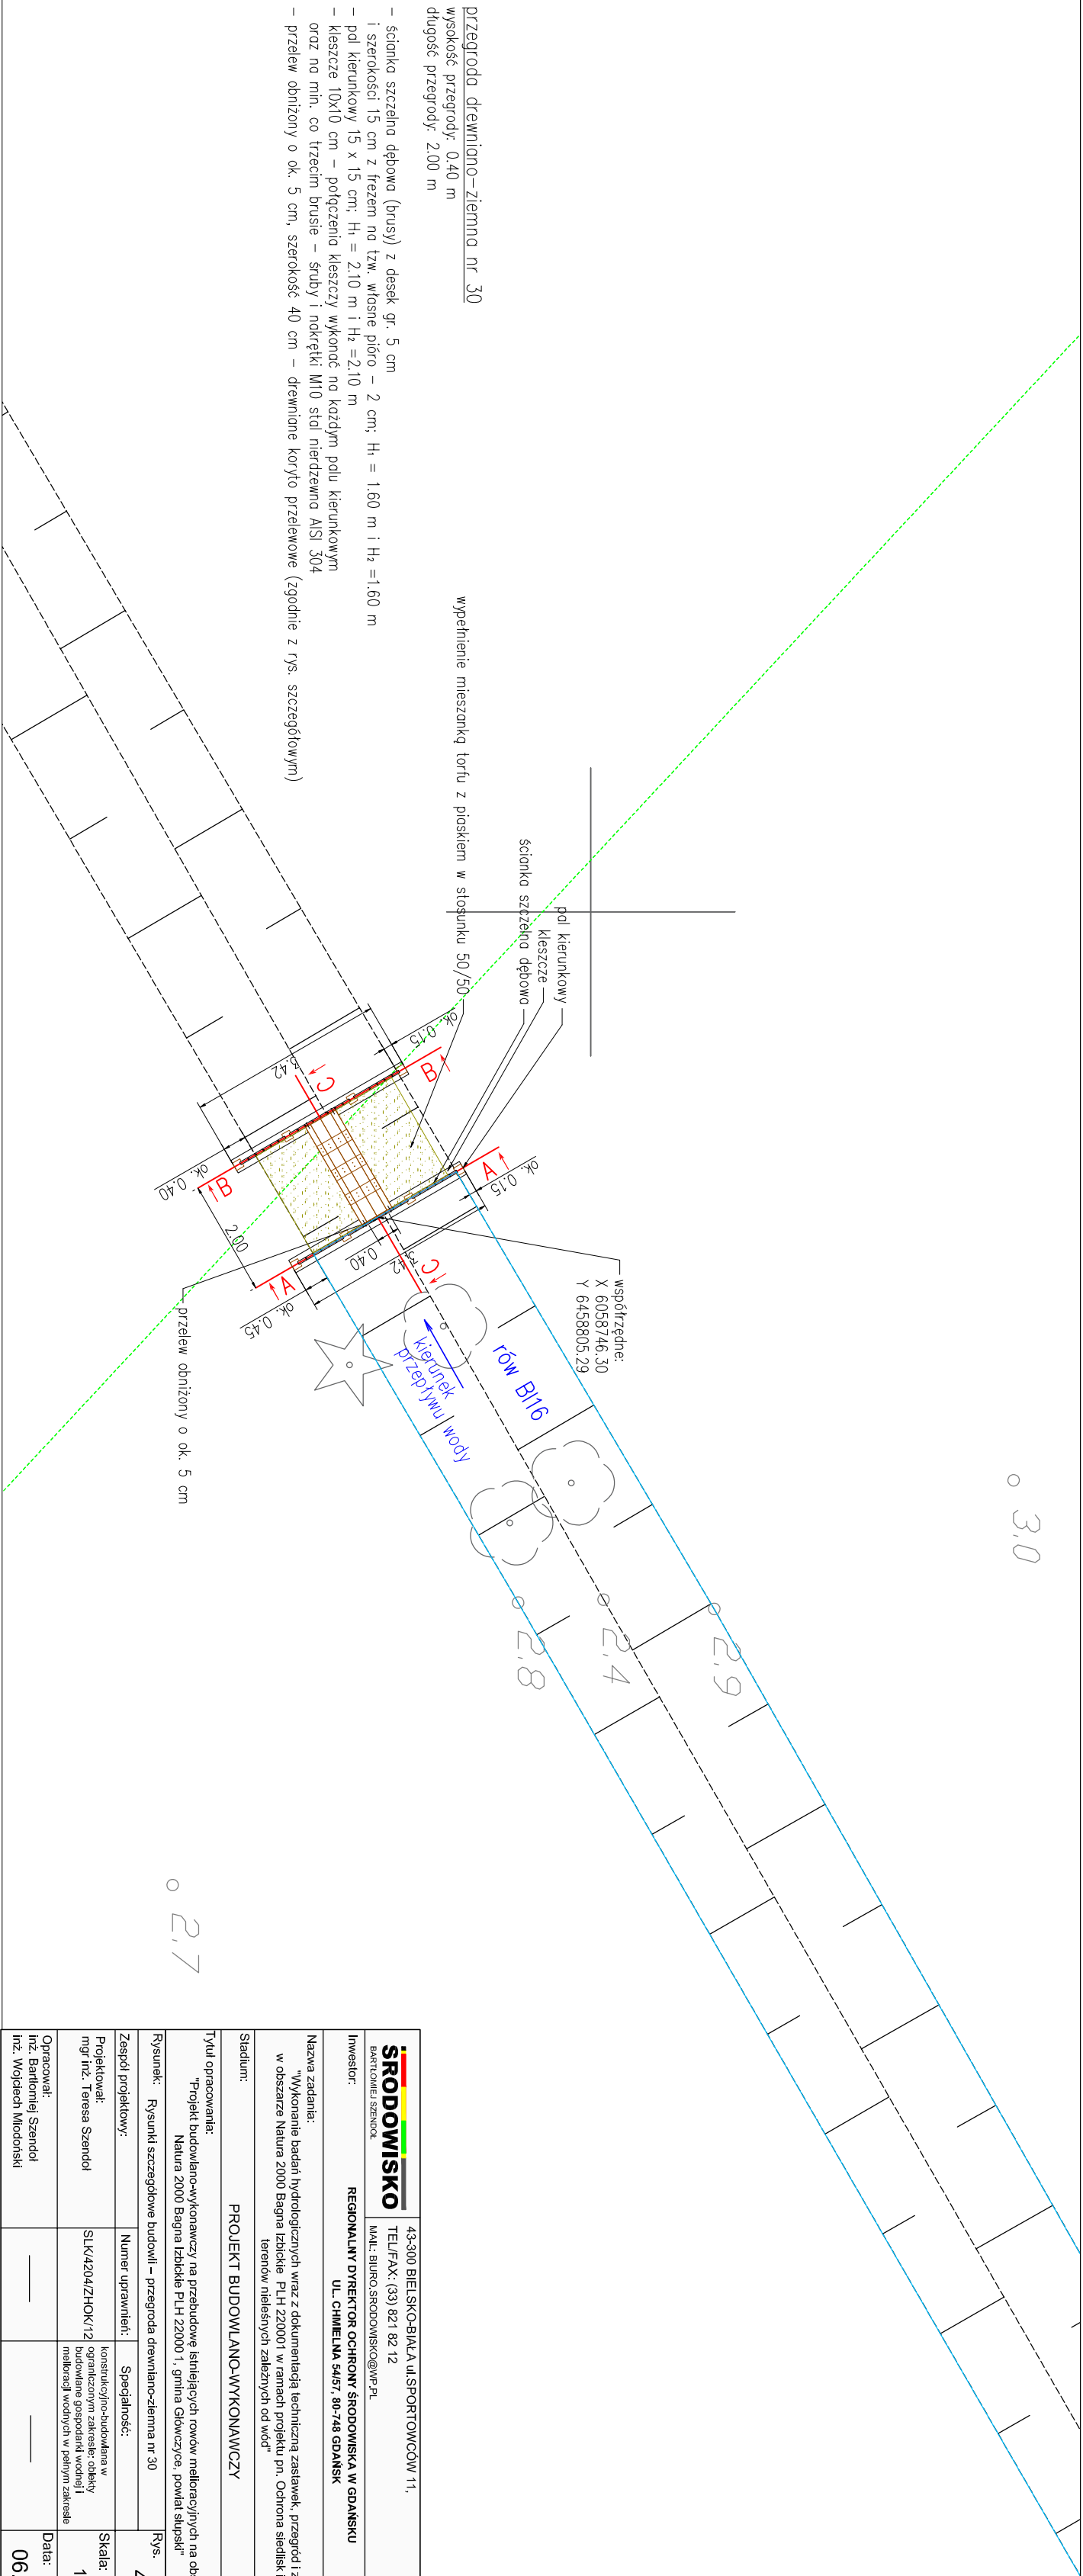 przegroda drewniano-ziemna nr 30
wysokość przegrody: 0.40 m
długość przegrody: 2.00 m
- ścianka szczelna dębowa (brusy) z desek gr. 5 cm
i szerokości 15 cm z frezem na tzw. własne pióro - 2 cm; H₁ = 1.60 m i H₂ =1.60 m
- pal kierunkowy 15 x 15 cm; H₁ = 2.10 m i H₂ =2.10 m
- kleszcze 10x10 cm - połączenia kleszczy wykonać na każdym palu kierunkowym
oraz na min. co trzecim brusie - śruby i nakrętki M10 stal nierdzewna AISI 304
- przelew obniżony o ok. 5 cm, szerokość 40 cm - drewniane koryto przelewowe (zgodnie z rys. szczegółowym)
pal kierunkowy
kleszcze
ścianka szczelna dębowa
wypełnienie mieszanką torfu z piaskiem w stosunku 50/50
współrzędne:
X 6058746.30
Y 6458805.29
ok. 0.15
B
3.42
C
ok. 0.40
B
2.00
A
ok. 0.15
C
3.42
0.40
A
ok. 0.45
przelew obniżony o ok. 5 cm
rów BI16
kierunek
przepływu wody
3.0
2.9
2.4
2.8
2.7
ŚRODOWISKO
BARTŁOMIEJ SZENDOŁ
43-300 BIELSKO-BIAŁA ul.SPORTOWCÓW 11,
TEL/FAX: (33) 821 82 12
MAIL: BIURO.SRODOWISKO@WP.PL
Inwestor:
REGIONALNY DYREKTOR OCHRONY ŚRODOWISKA W GDAŃSKU
UL. CHMIELNA 54/57, 80-748 GDAŃSK
Nazwa zadania:
"Wykonanie badań hydrologicznych wraz z dokumentacją techniczną zastawek, przegród i z
w obszarze Natura 2000 Bagna Izbickie PLH 220001 w ramach projektu pn. Ochrona siedlisk i
terenów nieleśnych zależnych od wód"
Stadium:
PROJEKT BUDOWLANO-WYKONAWCZY
Tytuł opracowania:
"Projekt budowlano-wykonawczy na przebudowę istniejących rowów melioracyjnych na ob
Natura 2000 Bagna Izbickie PLH 220001, gmina Główczyce, powiat słupski"
Rysunek: Rysunki szczegółowe budowli – przegroda drewniano-ziemna nr 30
Rys.
Zespół projektowy:
Numer uprawnień:
Specjalność:
Projektował:
mgr inż. Teresa Szendoł
SLK/4204/ZHOK/12
konstrukcyjno-budowlana w
ograniczonym zakresie: obiekty
budowlane gospodarki wodnej i
melioracji wodnych w pełnym zakresie
Skala:
1
Opracował:
inż. Bartłomiej Szendoł
inż. Wojciech Miodoński
Data:
06.